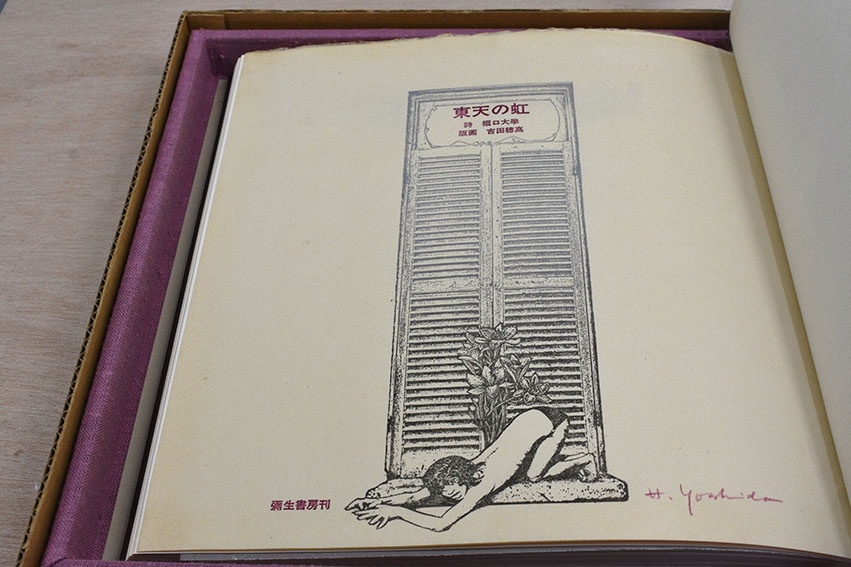 東天の虹
詩 堀口大學
版画 吉田穂高
彌生書房刊
H. Yoshida